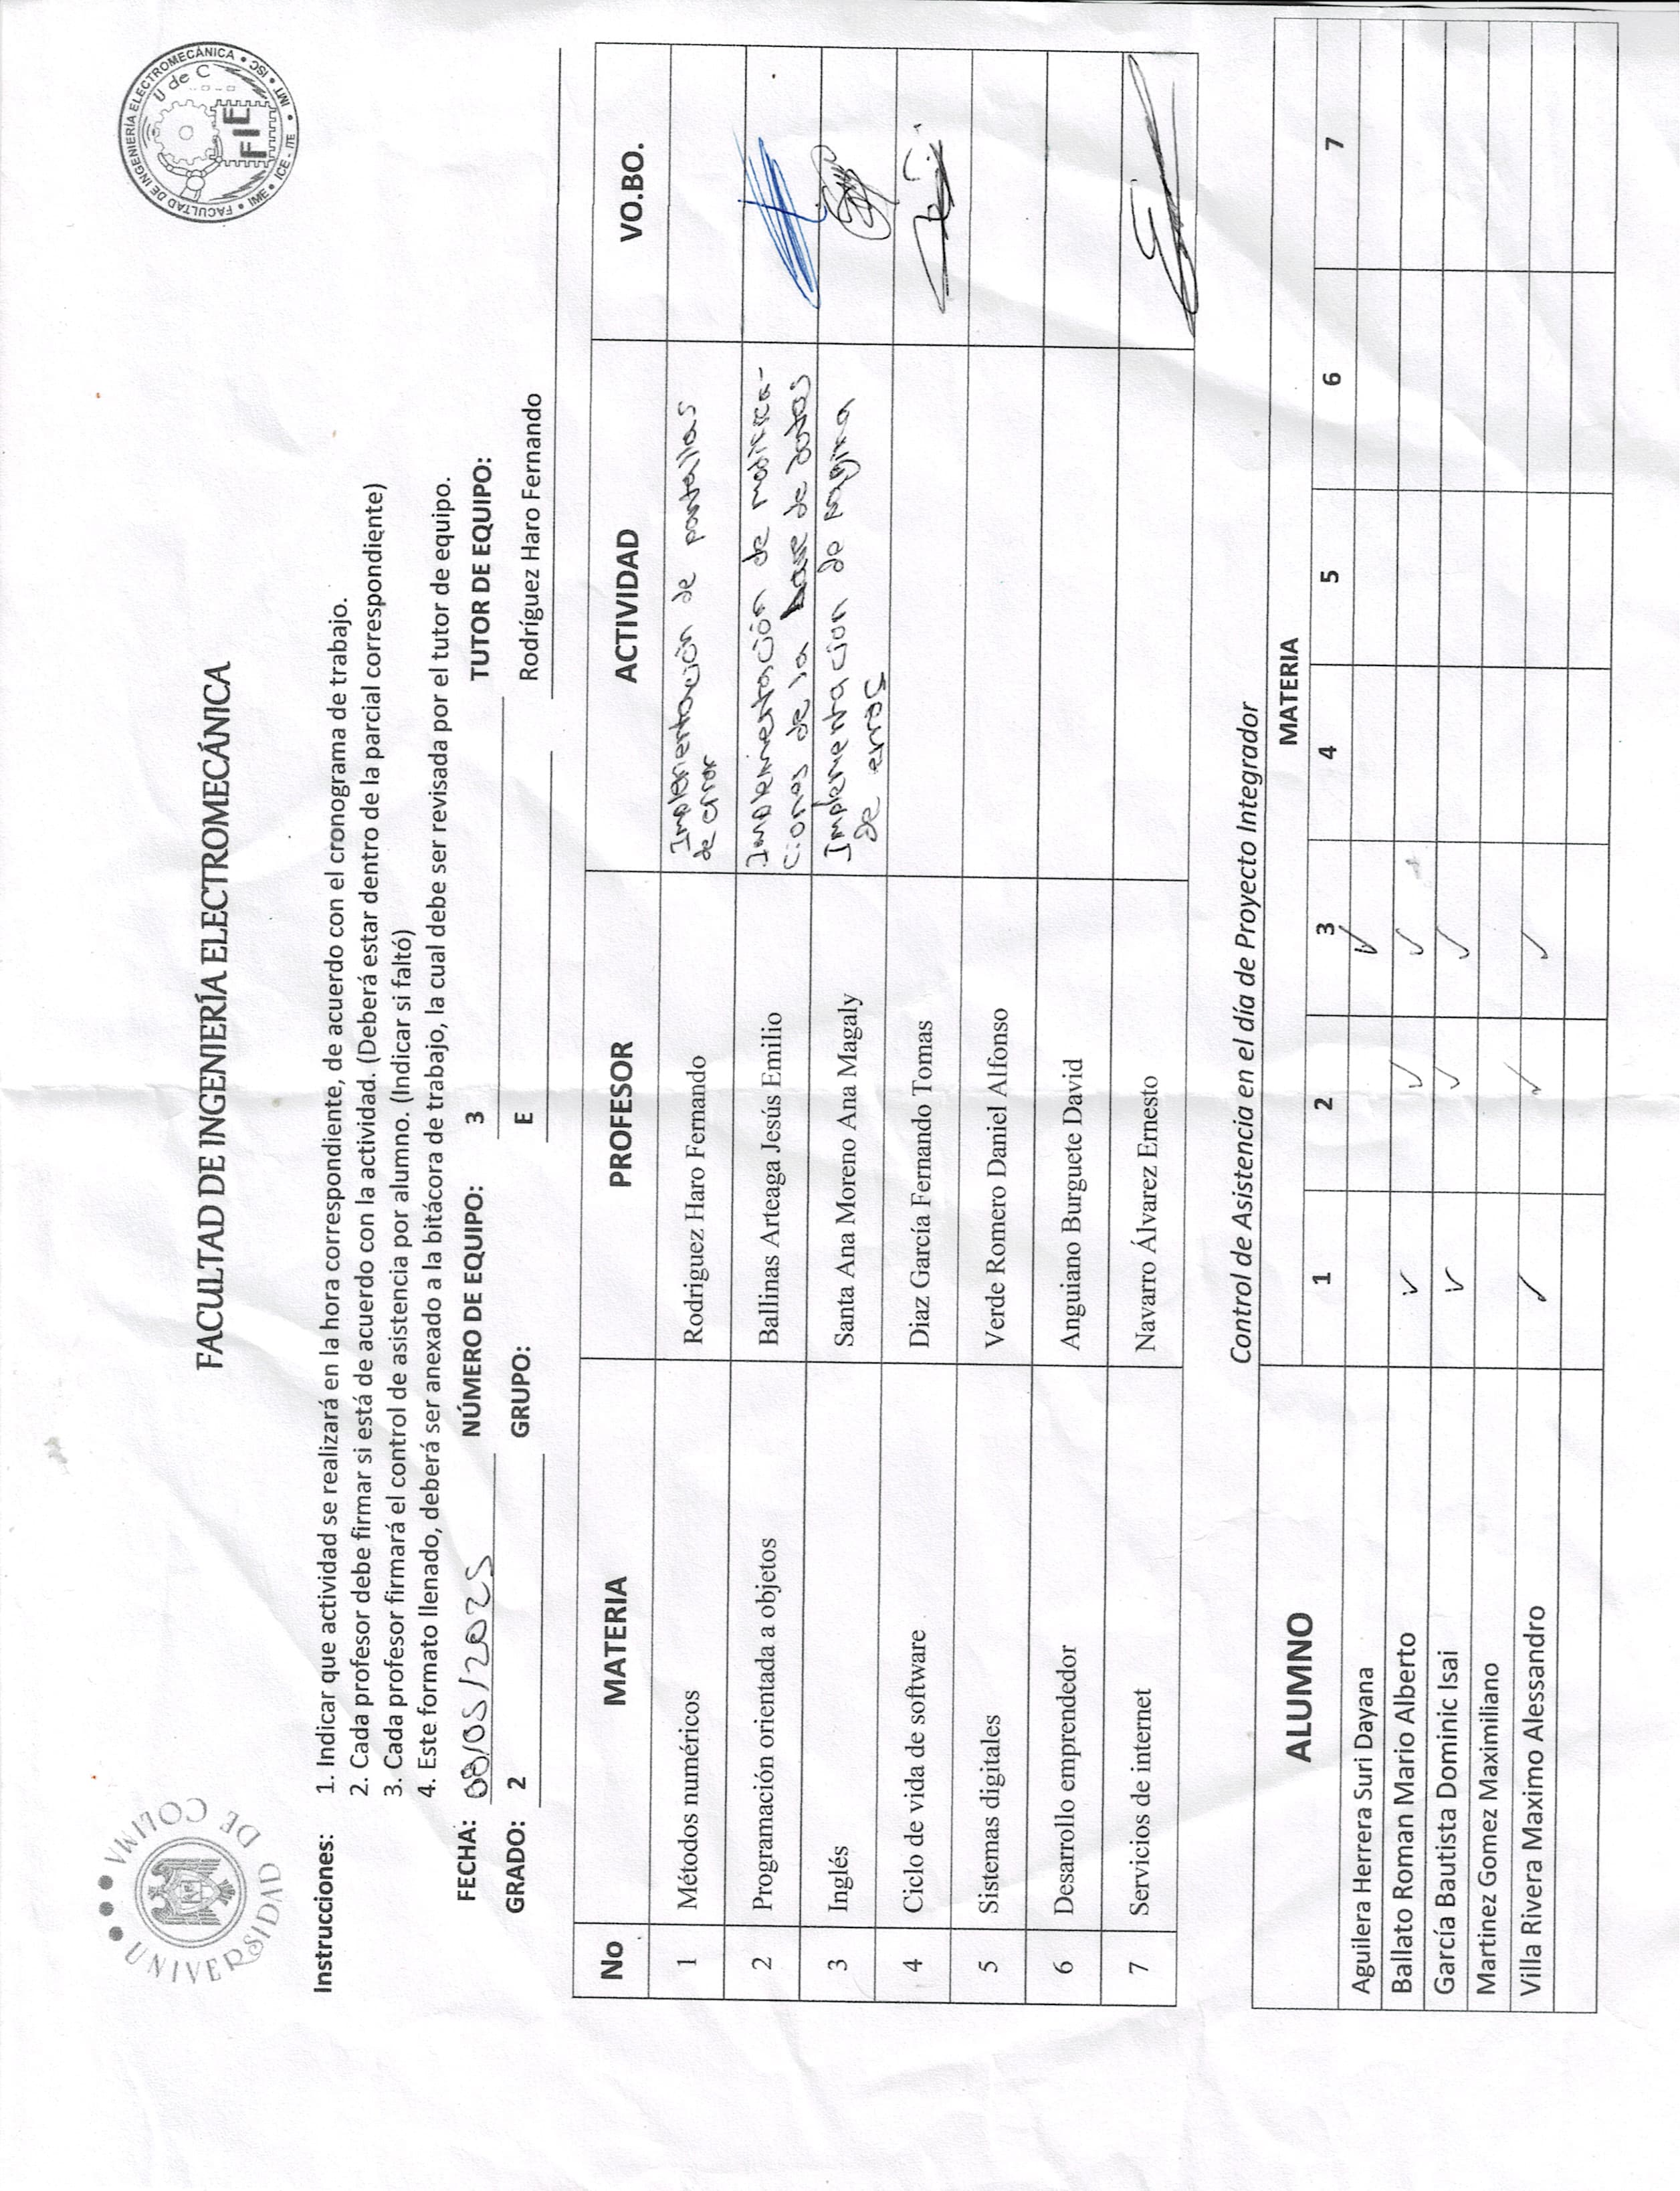 UNIVERSIDAD DE COLIMA
FACULTAD DE INGENIERÍA ELECTROMECÁNICA
FACULTAD DE INGENIERÍA ELECTROMECÁNICA • ISC • IMT • ICE - ITE • IME •
U de C
FIE
Instrucciones:
1. Indicar que actividad se realizará en la hora correspondiente, de acuerdo con el cronograma de trabajo.
2. Cada profesor debe firmar si está de acuerdo con la actividad. (Deberá estar dentro de la parcial correspondiente)
3. Cada profesor firmará el control de asistencia por alumno. (Indicar si faltó)
4. Este formato llenado, deberá ser anexado a la bitácora de trabajo, la cual debe ser revisada por el tutor de equipo.
FECHA: 08/05/2025 NÚMERO DE EQUIPO: 3 TUTOR DE EQUIPO:
GRADO: 2 GRUPO: E Rodríguez Haro Fernando
No MATERIA PROFESOR ACTIVIDAD VO.BO.
1 Métodos numéricos Rodriguez Haro Fernando Implementación de pantallas
de error
2 Programación orientada a objetos Ballinas Arteaga Jesús Emilio Implementación de modifica-
ciones de la base de datos
3 Inglés Santa Ana Moreno Ana Magaly Implementacion de pagina
de error
4 Ciclo de vida de software Diaz García Fernando Tomas
5 Sistemas digitales Verde Romero Daniel Alfonso
6 Desarrollo emprendedor Anguiano Burguete David
7 Servicios de internet Navarro Álvarez Ernesto
Control de Asistencia en el día de Proyecto Integrador
ALUMNO MATERIA
1 2 3 4 5 6 7
Aguilera Herrera Suri Dayana ✓
Ballato Roman Mario Alberto ✓ ✓ ✓
García Bautista Dominic Isai ✓ ✓ ✓
Martinez Gomez Maximiliano
Villa Rivera Maximo Alessandro ✓ ✓ ✓